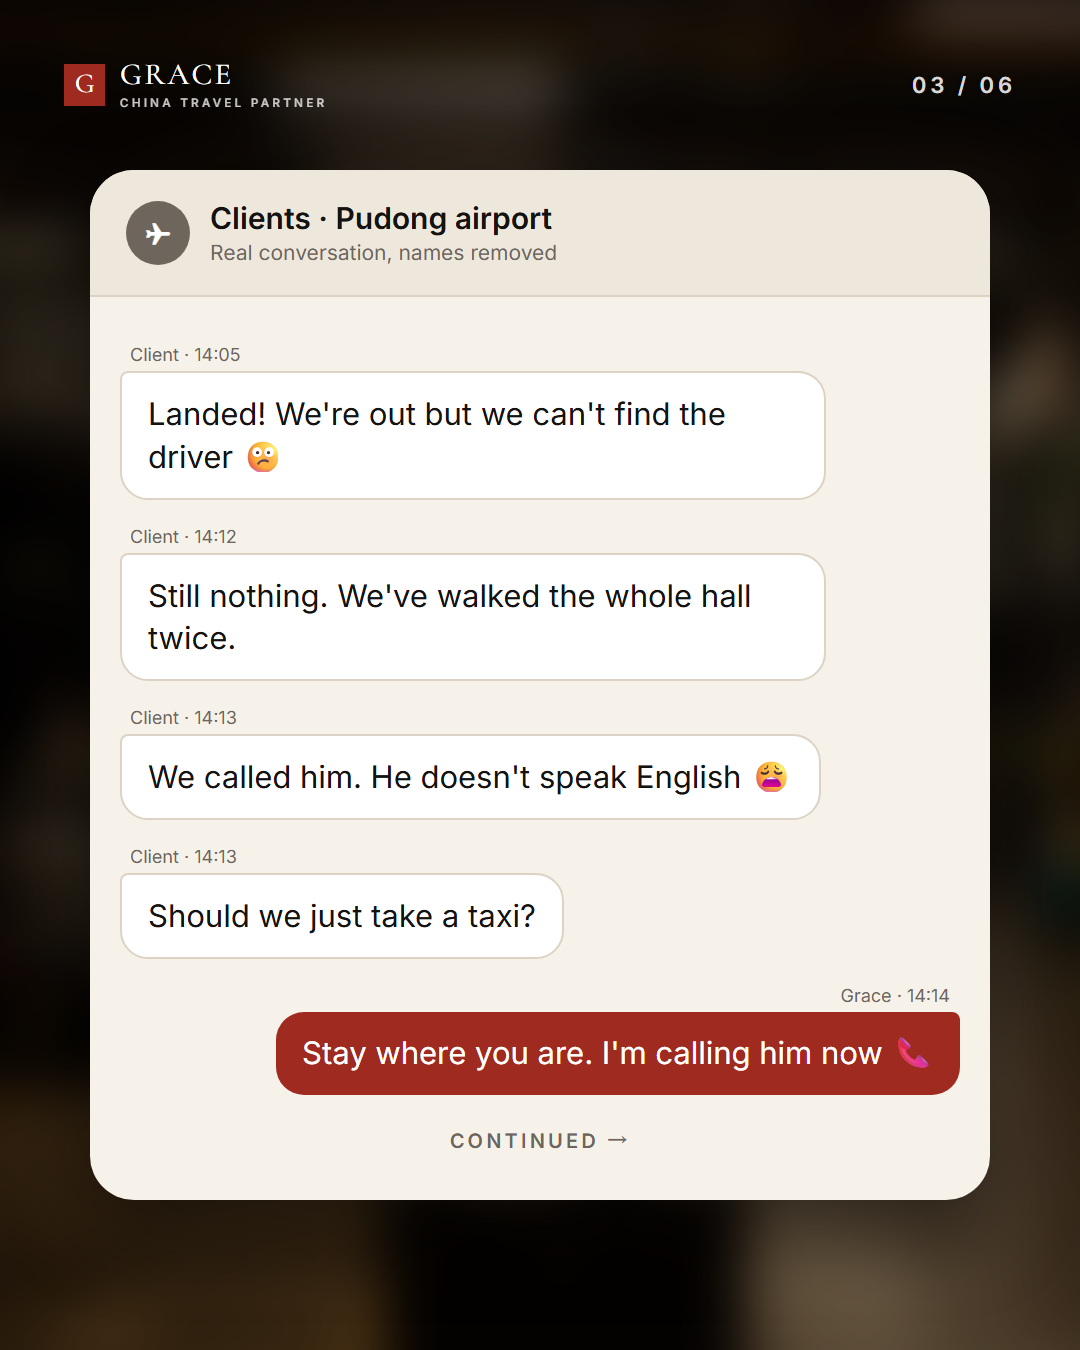 G
GRACE
CHINA TRAVEL PARTNER
03 / 06
Clients · Pudong airport
Real conversation, names removed
Client · 14:05
Landed! We're out but we can't find the
driver 🙁
Client · 14:12
Still nothing. We've walked the whole hall
twice.
Client · 14:13
We called him. He doesn't speak English 😩
Client · 14:13
Should we just take a taxi?
Grace · 14:14
Stay where you are. I'm calling him now 📞
CONTINUED →